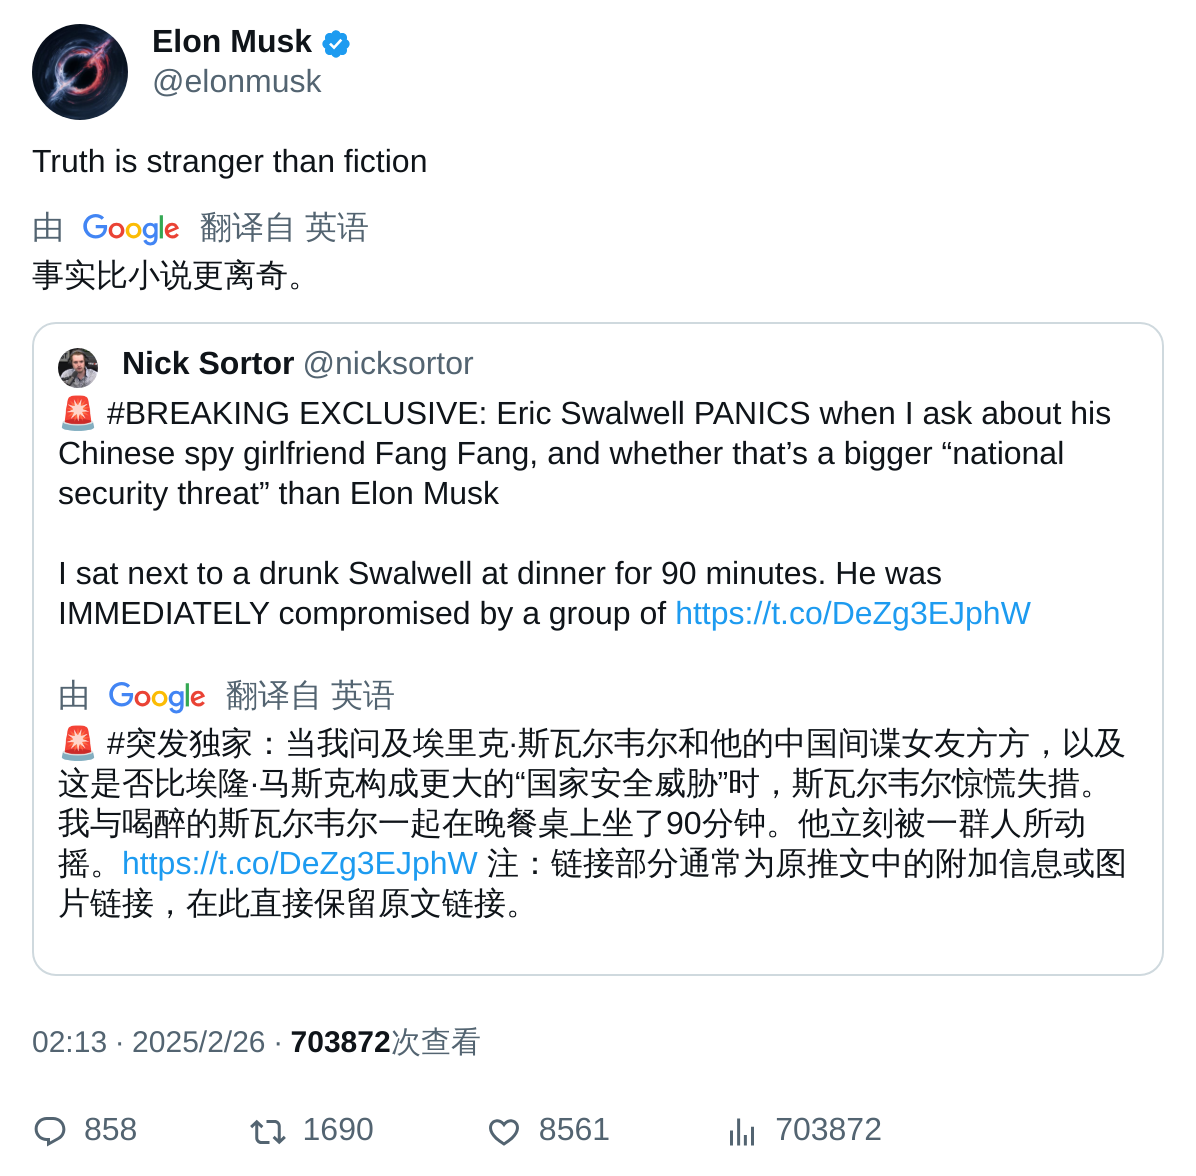 Elon Musk
@elonmusk
Truth is stranger than fiction
由 Google 翻译自 英语
事实比小说更离奇。
Nick Sortor @nicksortor
🚨 #BREAKING EXCLUSIVE: Eric Swalwell PANICS when I ask about his
Chinese spy girlfriend Fang Fang, and whether that’s a bigger “national
security threat” than Elon Musk
I sat next to a drunk Swalwell at dinner for 90 minutes. He was
IMMEDIATELY compromised by a group of https://t.co/DeZg3EJphW
由 Google 翻译自 英语
🚨 #突发独家：当我问及埃里克·斯瓦尔韦尔和他的中国间谍女友方方，以及
这是否比埃隆·马斯克构成更大的“国家安全威胁”时，斯瓦尔韦尔惊慌失措。
我与喝醉的斯瓦尔韦尔一起在晚餐桌上坐了90分钟。他立刻被一群人所动
摇。https://t.co/DeZg3EJphW 注：链接部分通常为原推文中的附加信息或图
片链接，在此直接保留原文链接。
02:13 · 2025/2/26 · 703872次查看
858 1690 8561 703872